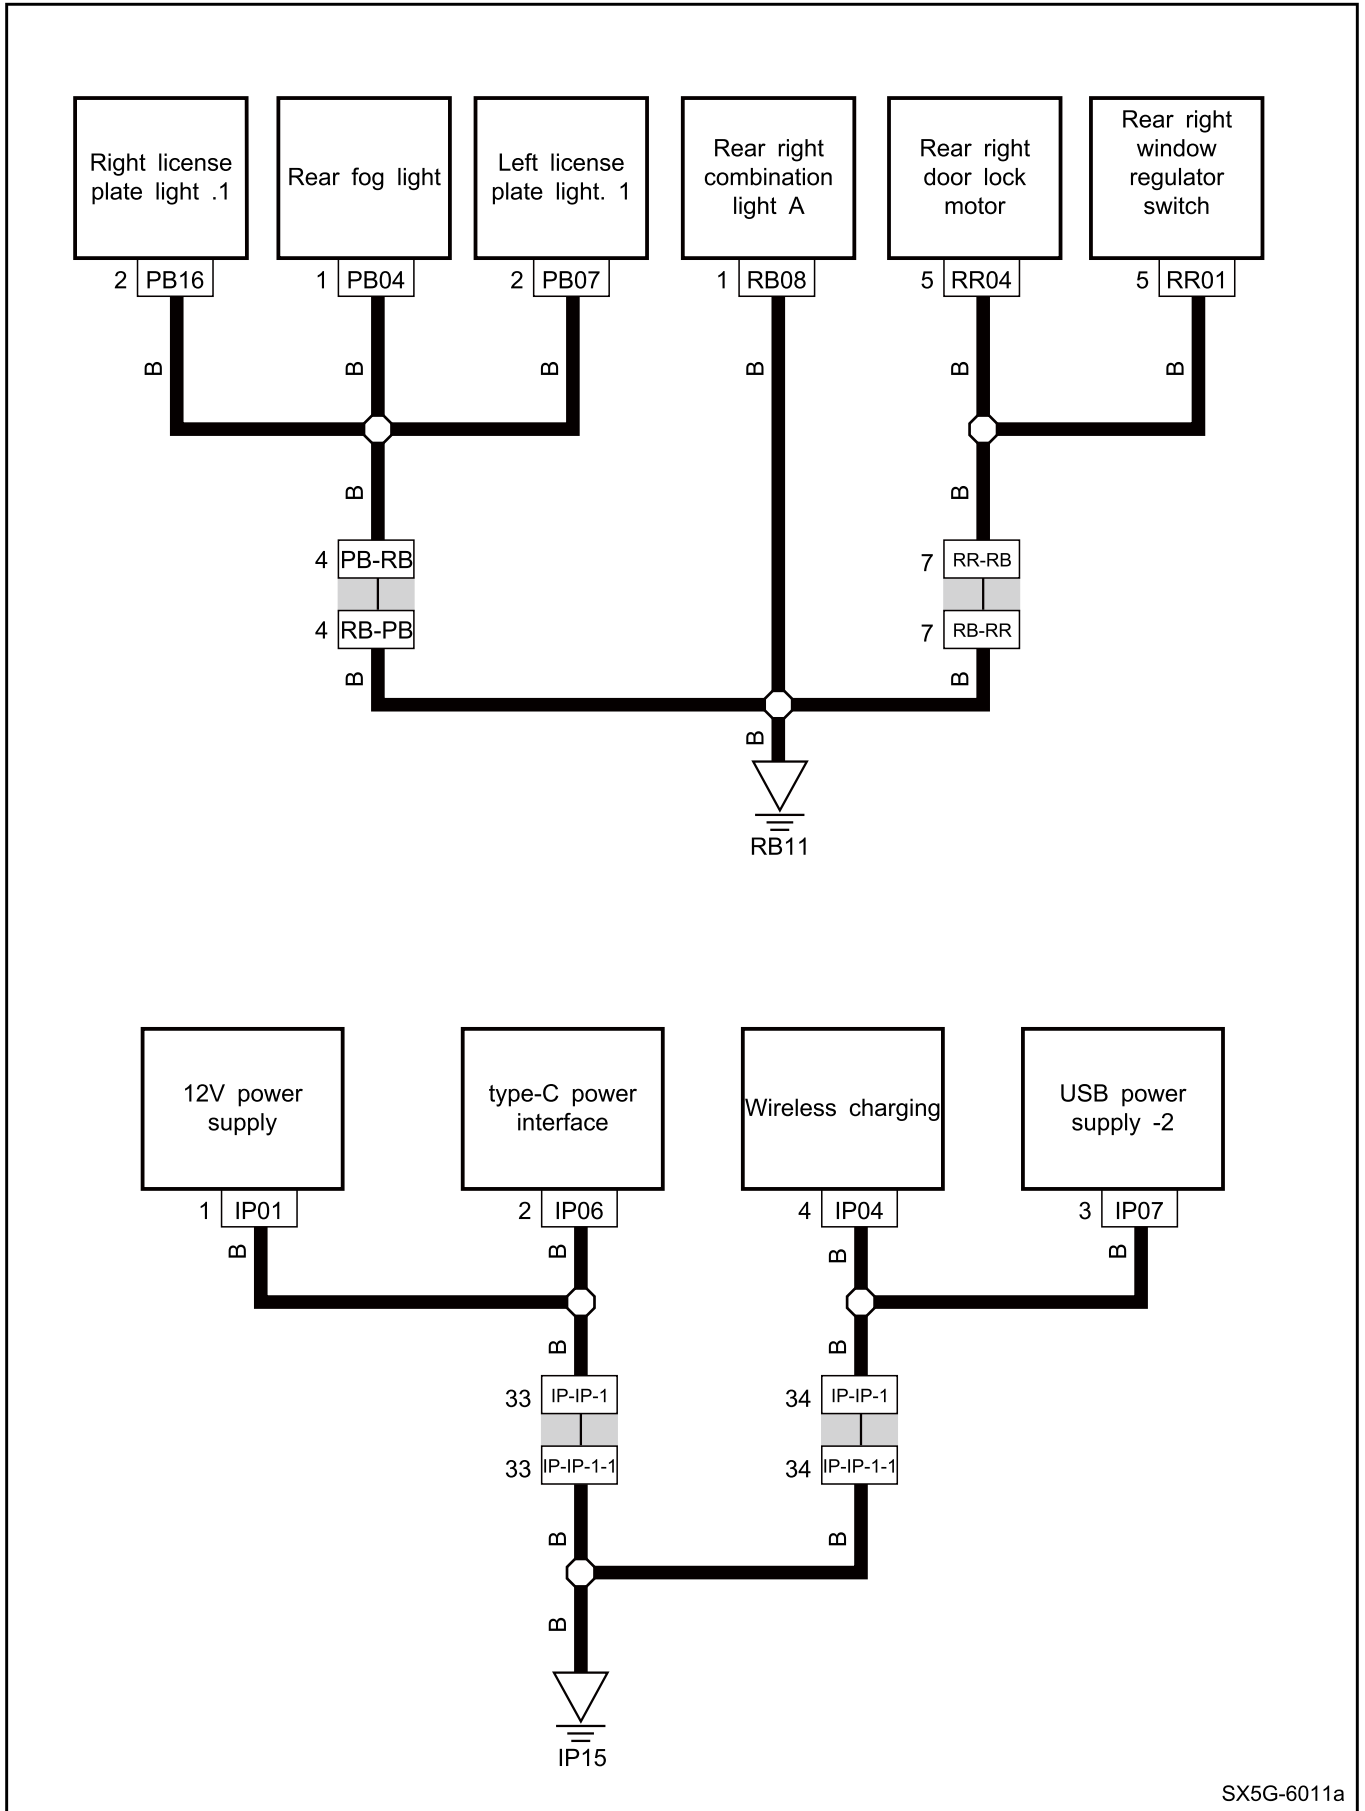 Right license
plate light .1
Rear fog light
Left license
plate light. 1
Rear right
combination
light A
Rear right
door lock
motor
Rear right
window
regulator
switch
2 PB16
1 PB04
2 PB07
1 RB08
5 RR04
5 RR01
B
B
B
B
B
B
B
B
4 PB-RB
7 RR-RB
4 RB-PB
7 RB-RR
B
B
B
RB11
12V power
supply
type-C power
interface
Wireless charging
USB power
supply -2
1 IP01
2 IP06
4 IP04
3 IP07
B
B
B
B
B
B
33 IP-IP-1
34 IP-IP-1
33 IP-IP-1-1
34 IP-IP-1-1
B
B
B
IP15
SX5G-6011a